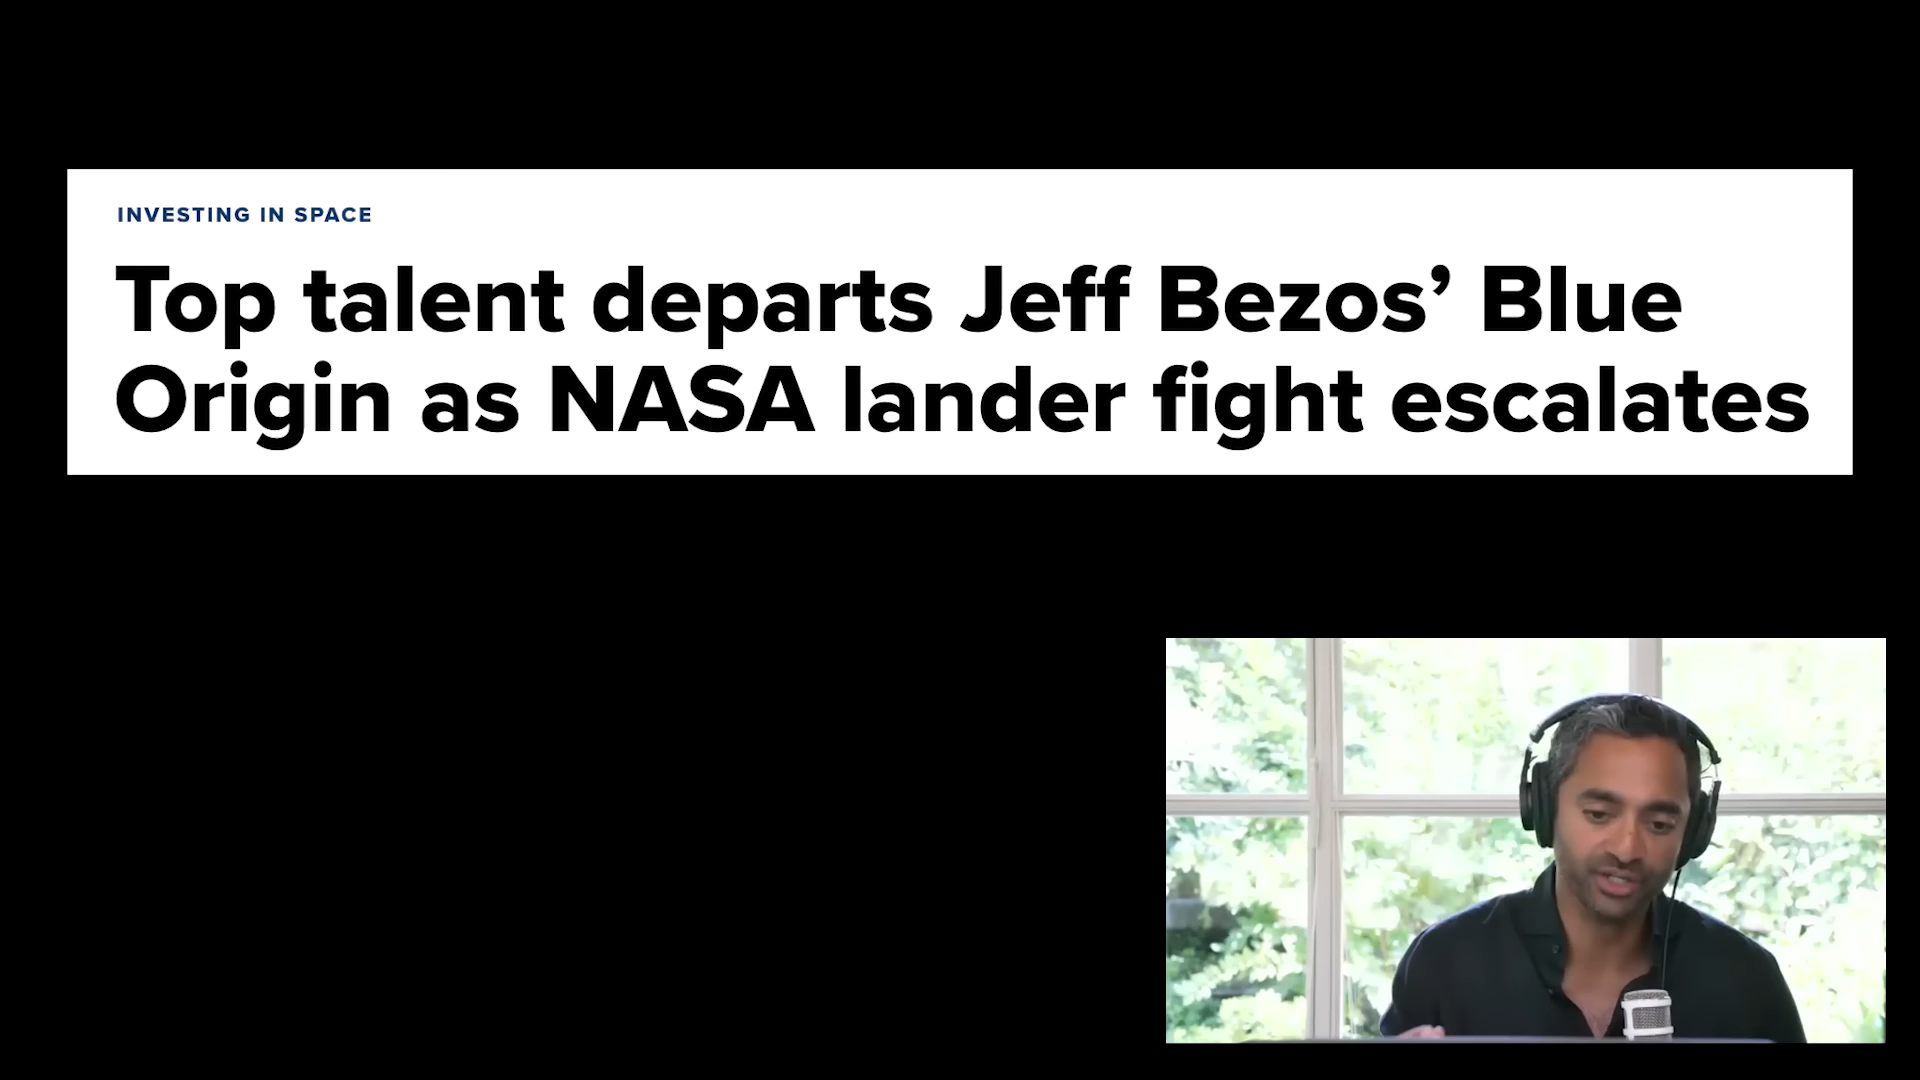 INVESTING IN SPACE
Top talent departs Jeff Bezos’ Blue
Origin as NASA lander fight escalates